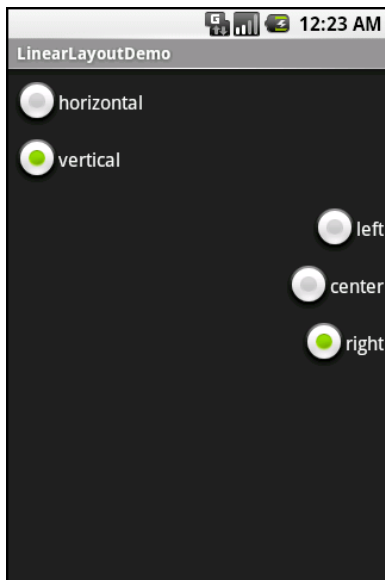 G 12:23 AM
LinearLayoutDemo
horizontal
vertical
left
center
right